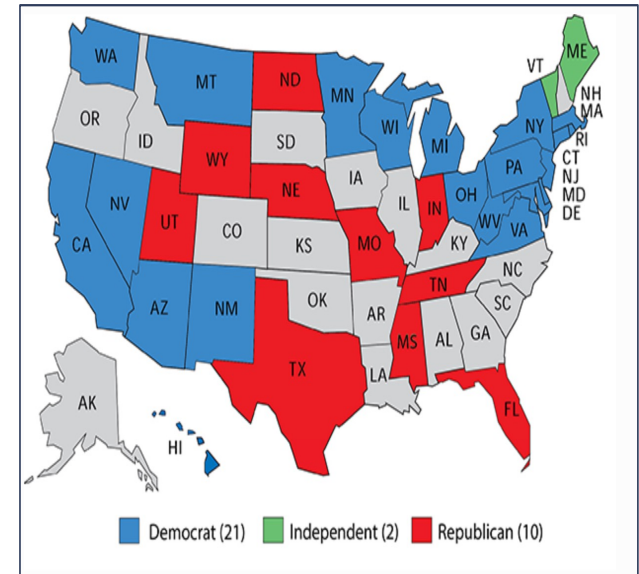 WA
MT
ND
MN
VT
ME
OR
ID
SD
WI
MI
NY
NH
MA
RI
CT
NJ
MD
DE
WY
NE
IA
IL
IN
OH
PA
WV
VA
NV
UT
CO
KS
MO
KY
CA
AZ
NM
OK
AR
TN
NC
SC
TX
LA
MS
AL
GA
FL
AK
HI
Democrat (21) Independent (2) Republican (10)